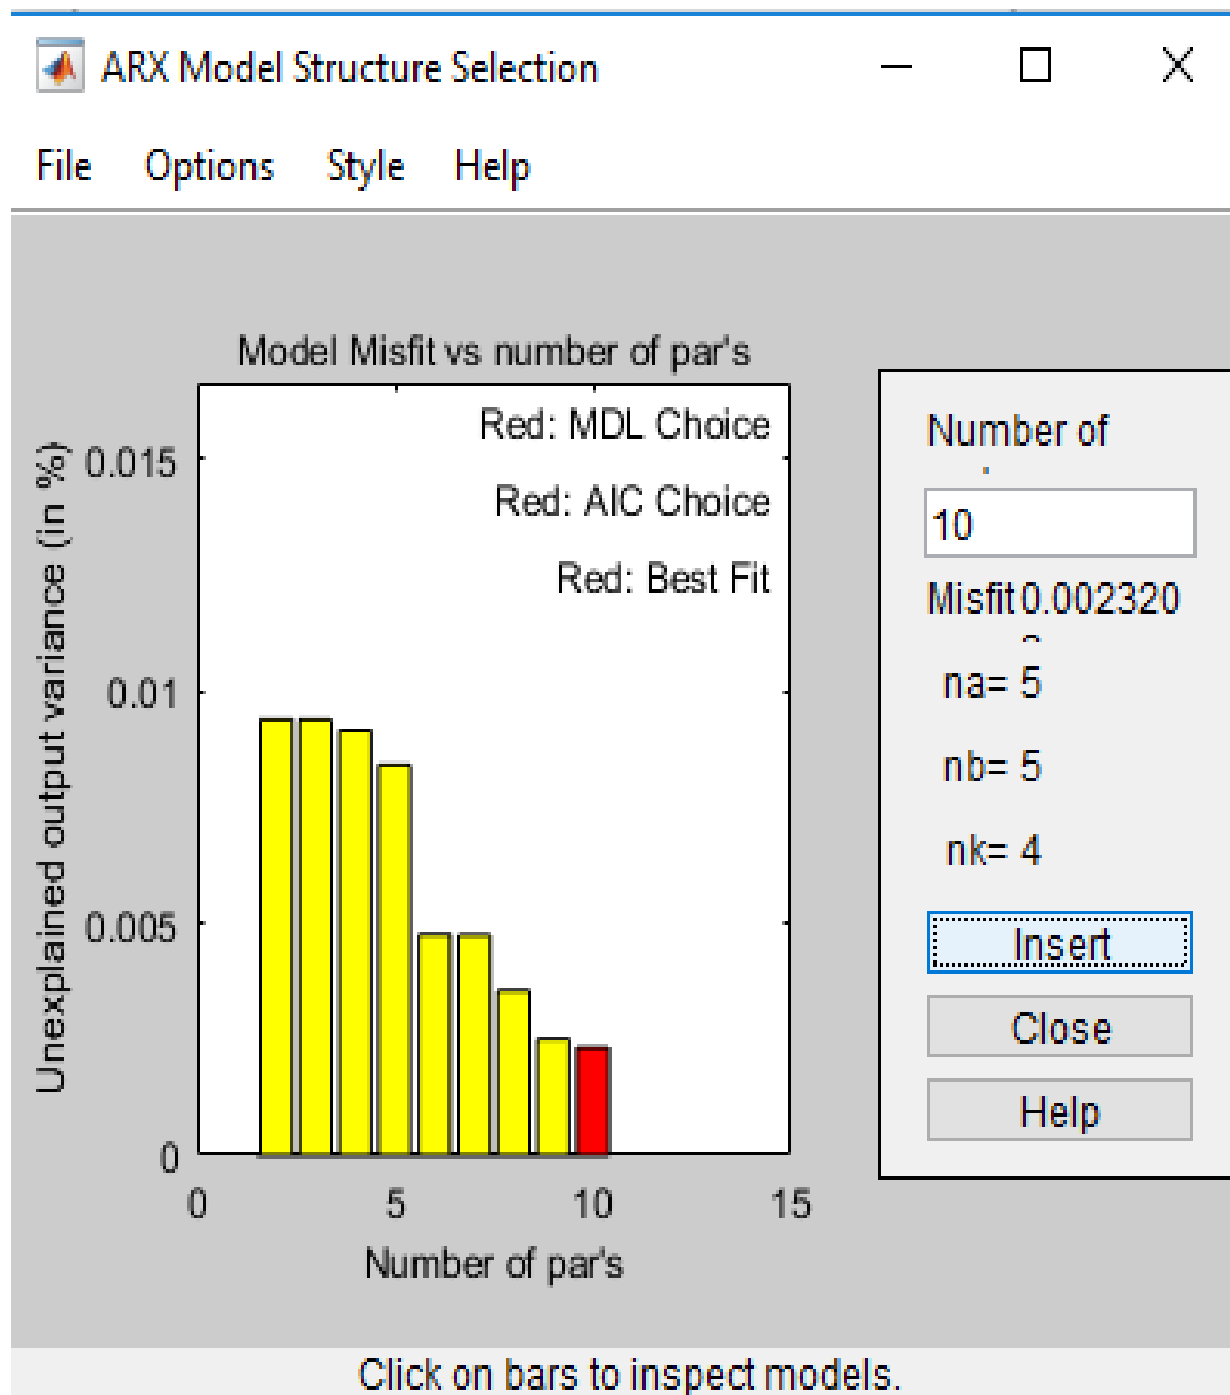 ARX Model Structure Selection
File Options Style Help
Model Misfit vs number of par's
Unexplained output variance (in %)
Red: MDL Choice
Red: AIC Choice
Red: Best Fit
0.015
0.01
0.005
0
0 5 10 15
Number of par's
Number of
10
Misfit 0.002320
na= 5
nb= 5
nk= 4
Insert
Close
Help
Click on bars to inspect models.